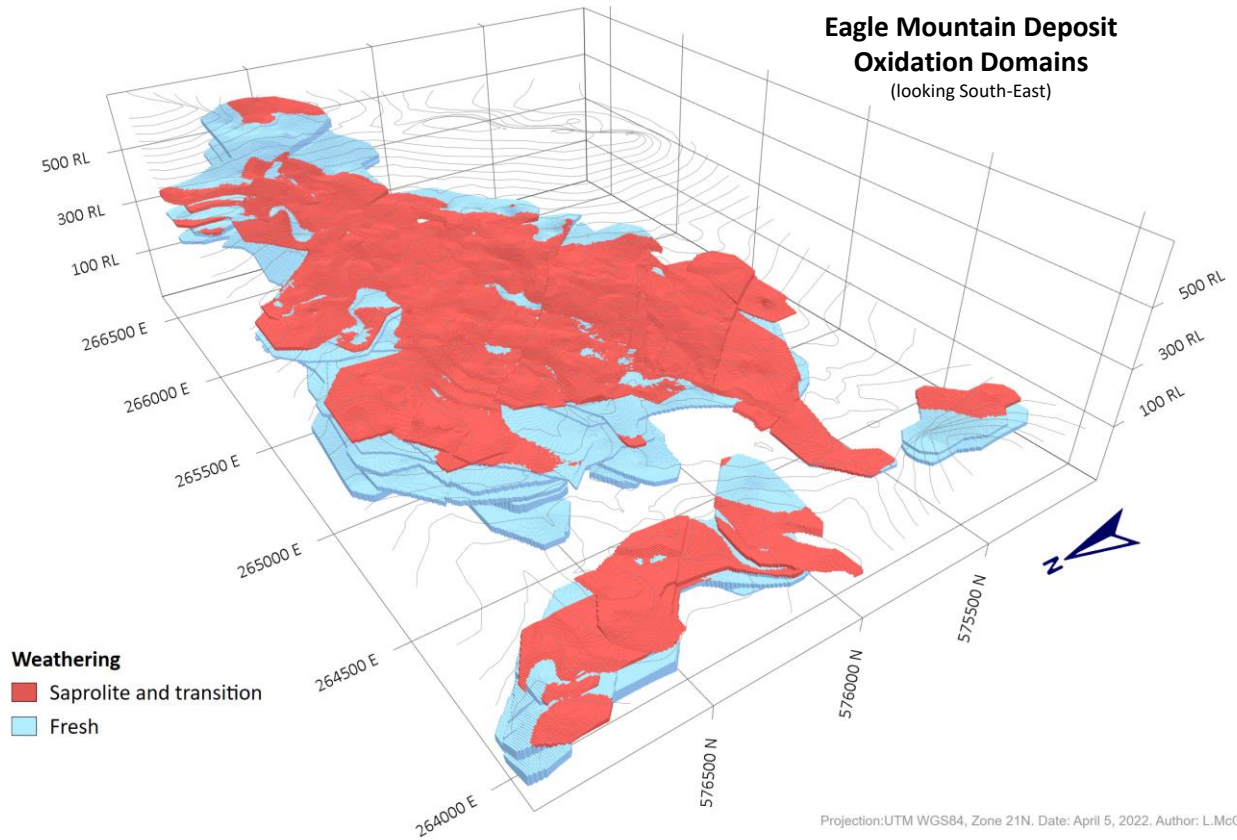 Eagle Mountain Deposit
Oxidation Domains
(looking South-East)
500 RL
300 RL
100 RL
500 RL
300 RL
100 RL
266500 E
266000 E
265500 E
265000 E
264500 E
264000 E
576500 N
576000 N
575500 N
N
Weathering
Saprolite and transition
Fresh
Projection:UTM WGS84, Zone 21N. Date: April 5, 2022. Author: